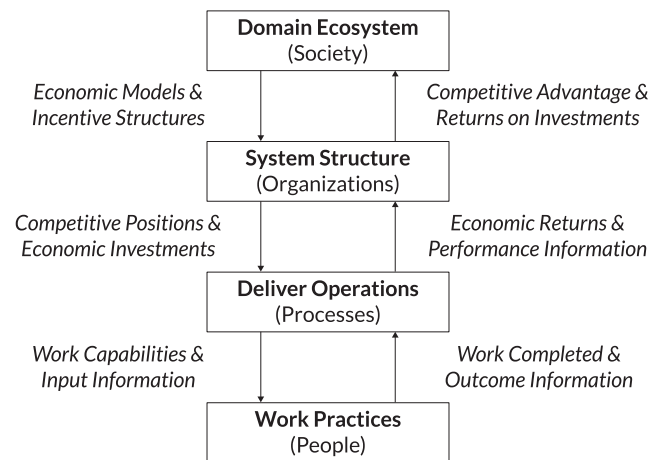 Domain Ecosystem
(Society)
Economic Models &
Incentive Structures
Competitive Advantage &
Returns on Investments
System Structure
(Organizations)
Competitive Positions &
Economic Investments
Economic Returns &
Performance Information
Deliver Operations
(Processes)
Work Capabilities &
Input Information
Work Completed &
Outcome Information
Work Practices
(People)